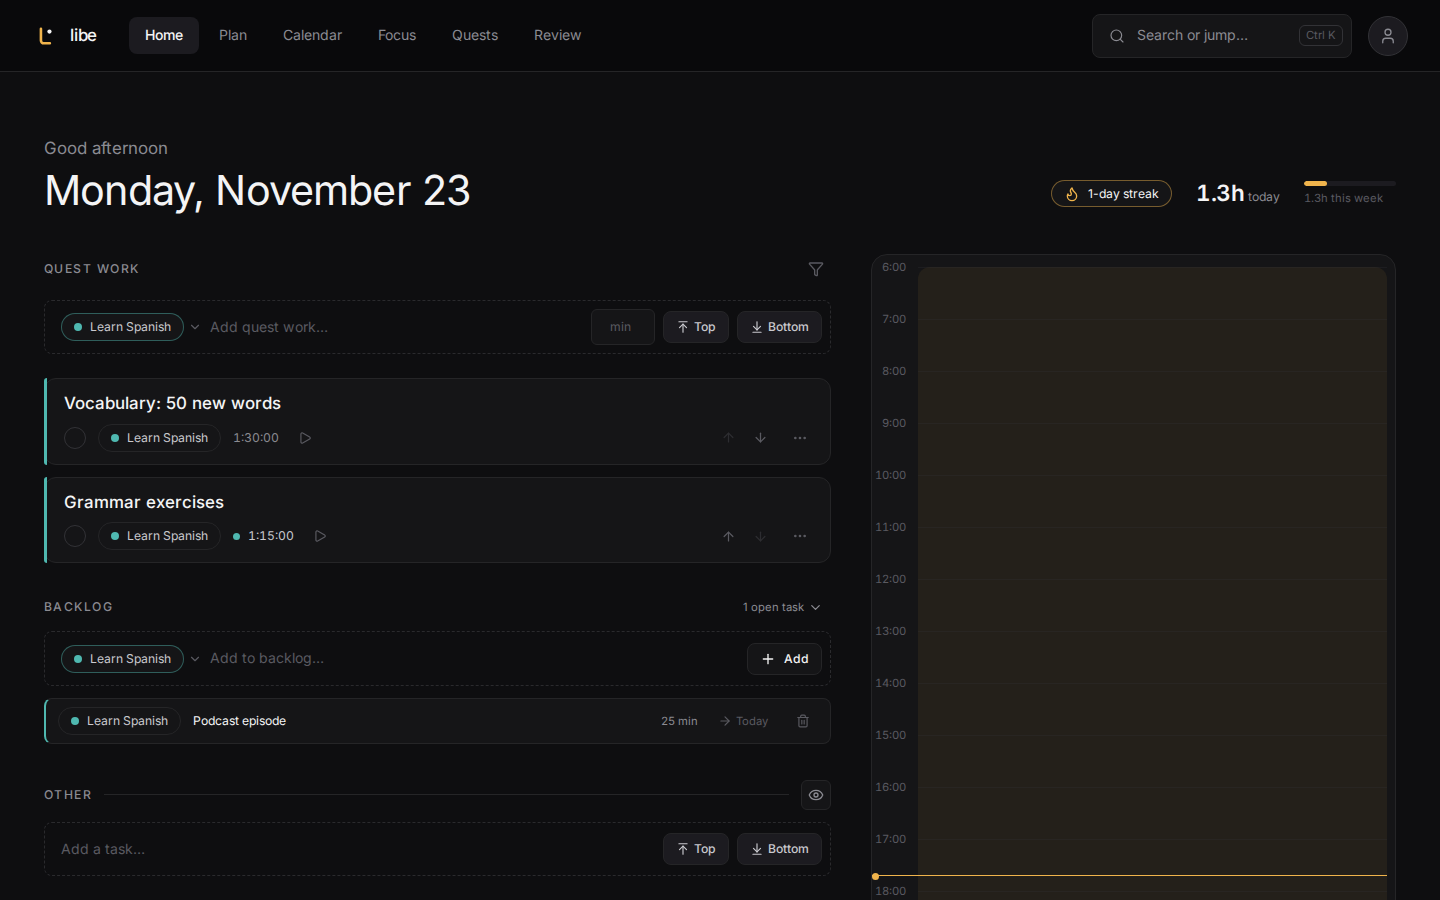 libe
Home
Plan
Calendar
Focus
Quests
Review
Search or jump...
Ctrl K
Good afternoon
Monday, November 23
1-day streak
1.3h today
1.3h this week
QUEST WORK
Learn Spanish
Add quest work...
min
Top
Bottom
Vocabulary: 50 new words
Learn Spanish
1:30:00
Grammar exercises
Learn Spanish
1:15:00
BACKLOG
1 open task
Learn Spanish
Add to backlog...
Add
Learn Spanish
Podcast episode
25 min
Today
OTHER
Add a task...
Top
Bottom
6:00
7:00
8:00
9:00
10:00
11:00
12:00
13:00
14:00
15:00
16:00
17:00
18:00